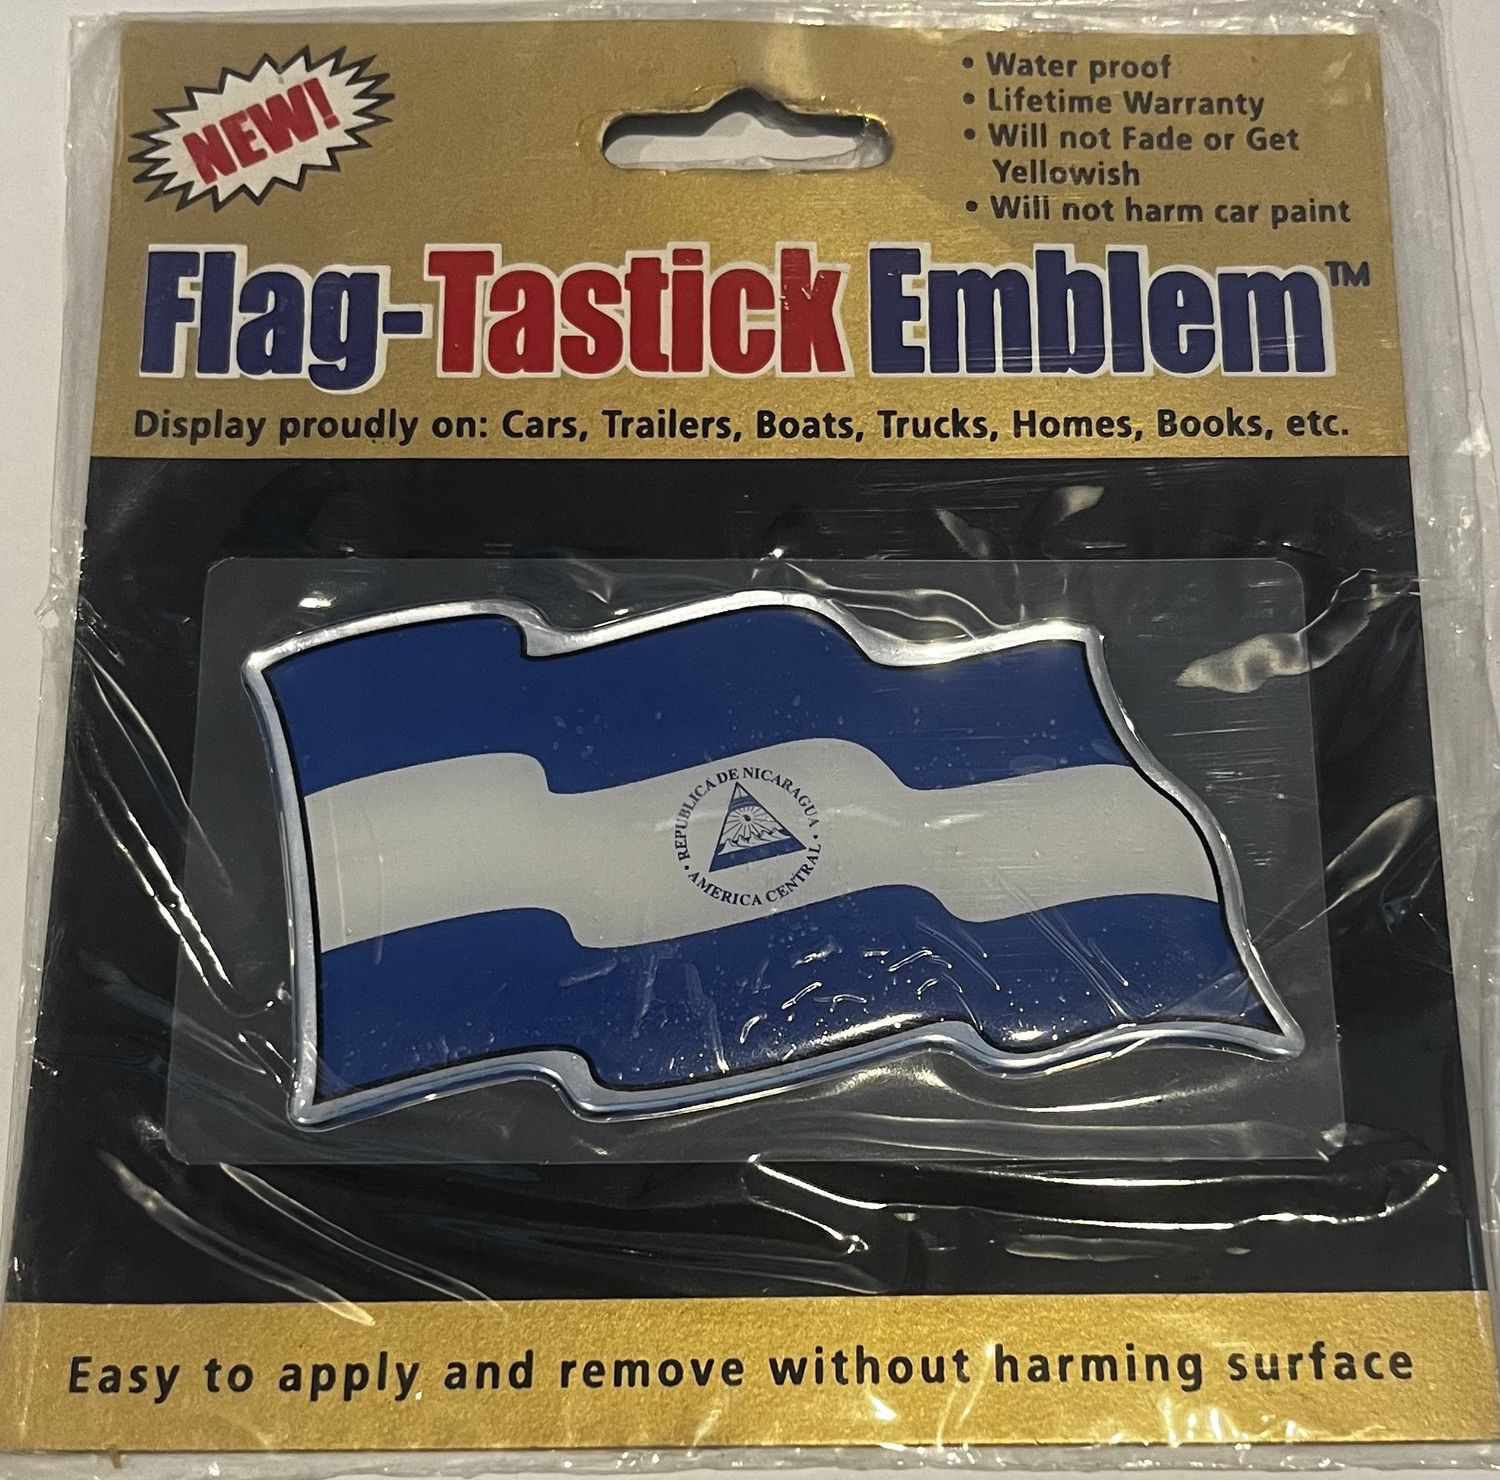 NEW!
• Water proof
• Lifetime Warranty
• Will not Fade or Get
Yellowish
• Will not harm car paint
Flag-Tastick Emblem™
Display proudly on: Cars, Trailers, Boats, Trucks, Homes, Books, etc.
REPUBLICA DE NICARAGUA
• AMERICA CENTRAL •
Easy to apply and remove without harming surface